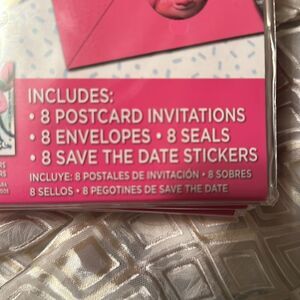 INCLUDES:
• 8 POSTCARD INVITATIONS
• 8 ENVELOPES • 8 SEALS
• 8 SAVE THE DATE STICKERS
INCLUYE: 8 POSTALES DE INVITACIÓN • 8 SOBRES
8 SELLOS • 8 PEGOTINES DE SAVE THE DATE